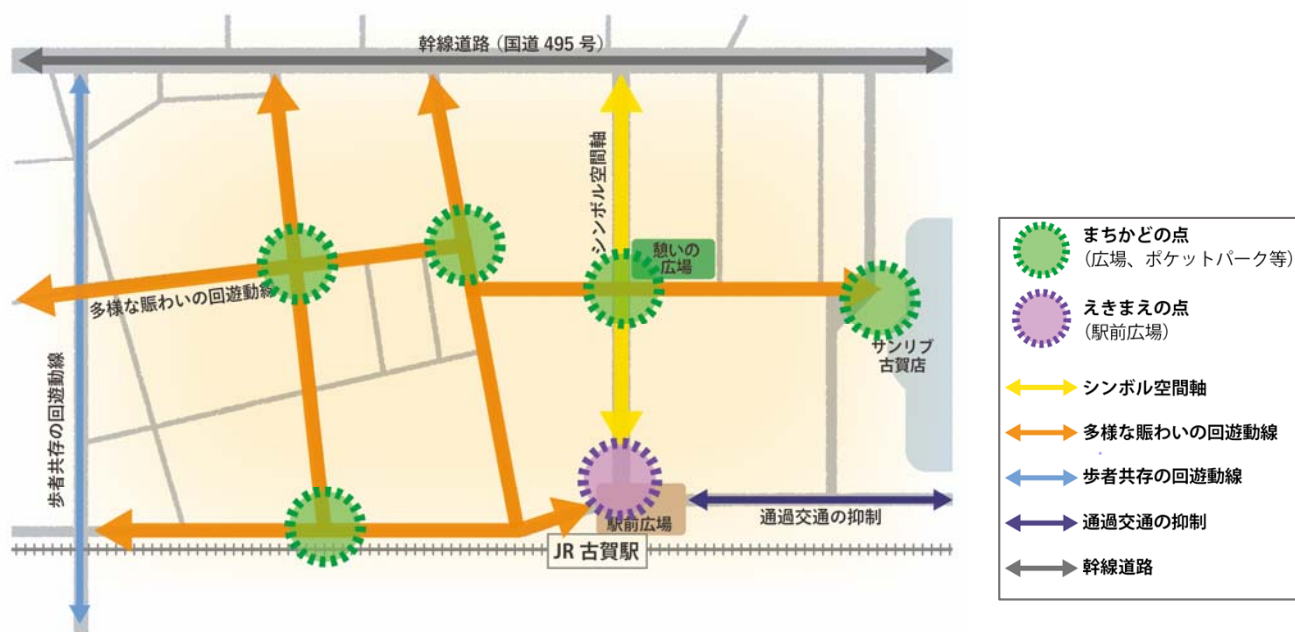 幹線道路（国道 495 号）
シンボル空間軸
憩いの
広場
多様な賑わいの回遊動線
サンリブ
古賀店
歩者共存の回遊動線
駅前広場
通過交通の抑制
JR 古賀駅
まちかどの点
（広場、ポケットパーク等）
えきまえの点
（駅前広場）
シンボル空間軸
多様な賑わいの回遊動線
歩者共存の回遊動線
通過交通の抑制
幹線道路